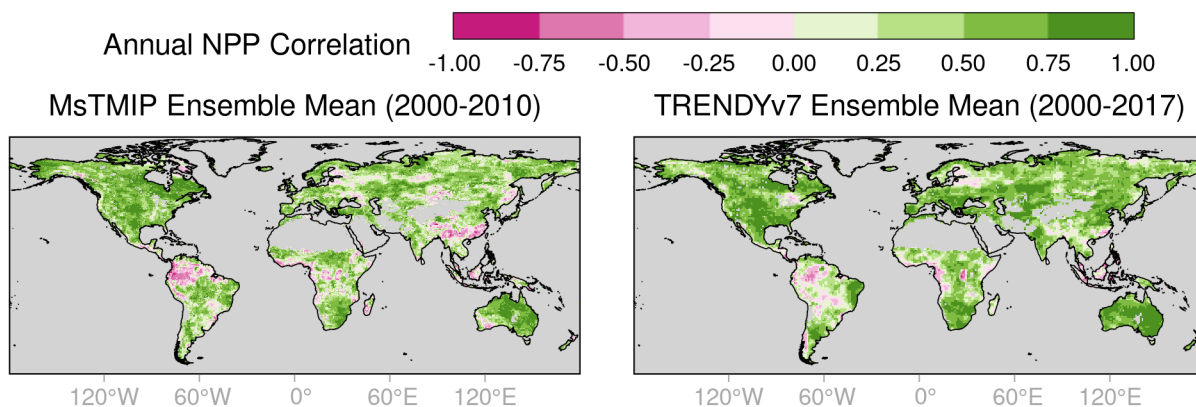 Annual NPP Correlation
-1.00 -0.75 -0.50 -0.25 0.00 0.25 0.50 0.75 1.00
MsTMIP Ensemble Mean (2000-2010) TRENDYv7 Ensemble Mean (2000-2017)
120°W 60°W 0° 60°E 120°E 120°W 60°W 0° 60°E 120°E